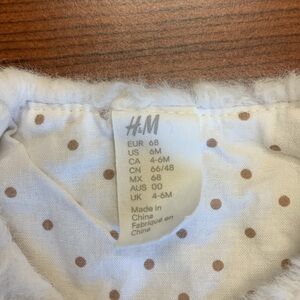 H&M
EUR 68
US 6M
CA 4-6M
CN 66/48
MX 68
AUS 00
UK 4-6M
Made in
China
Fabriqué en
Chine